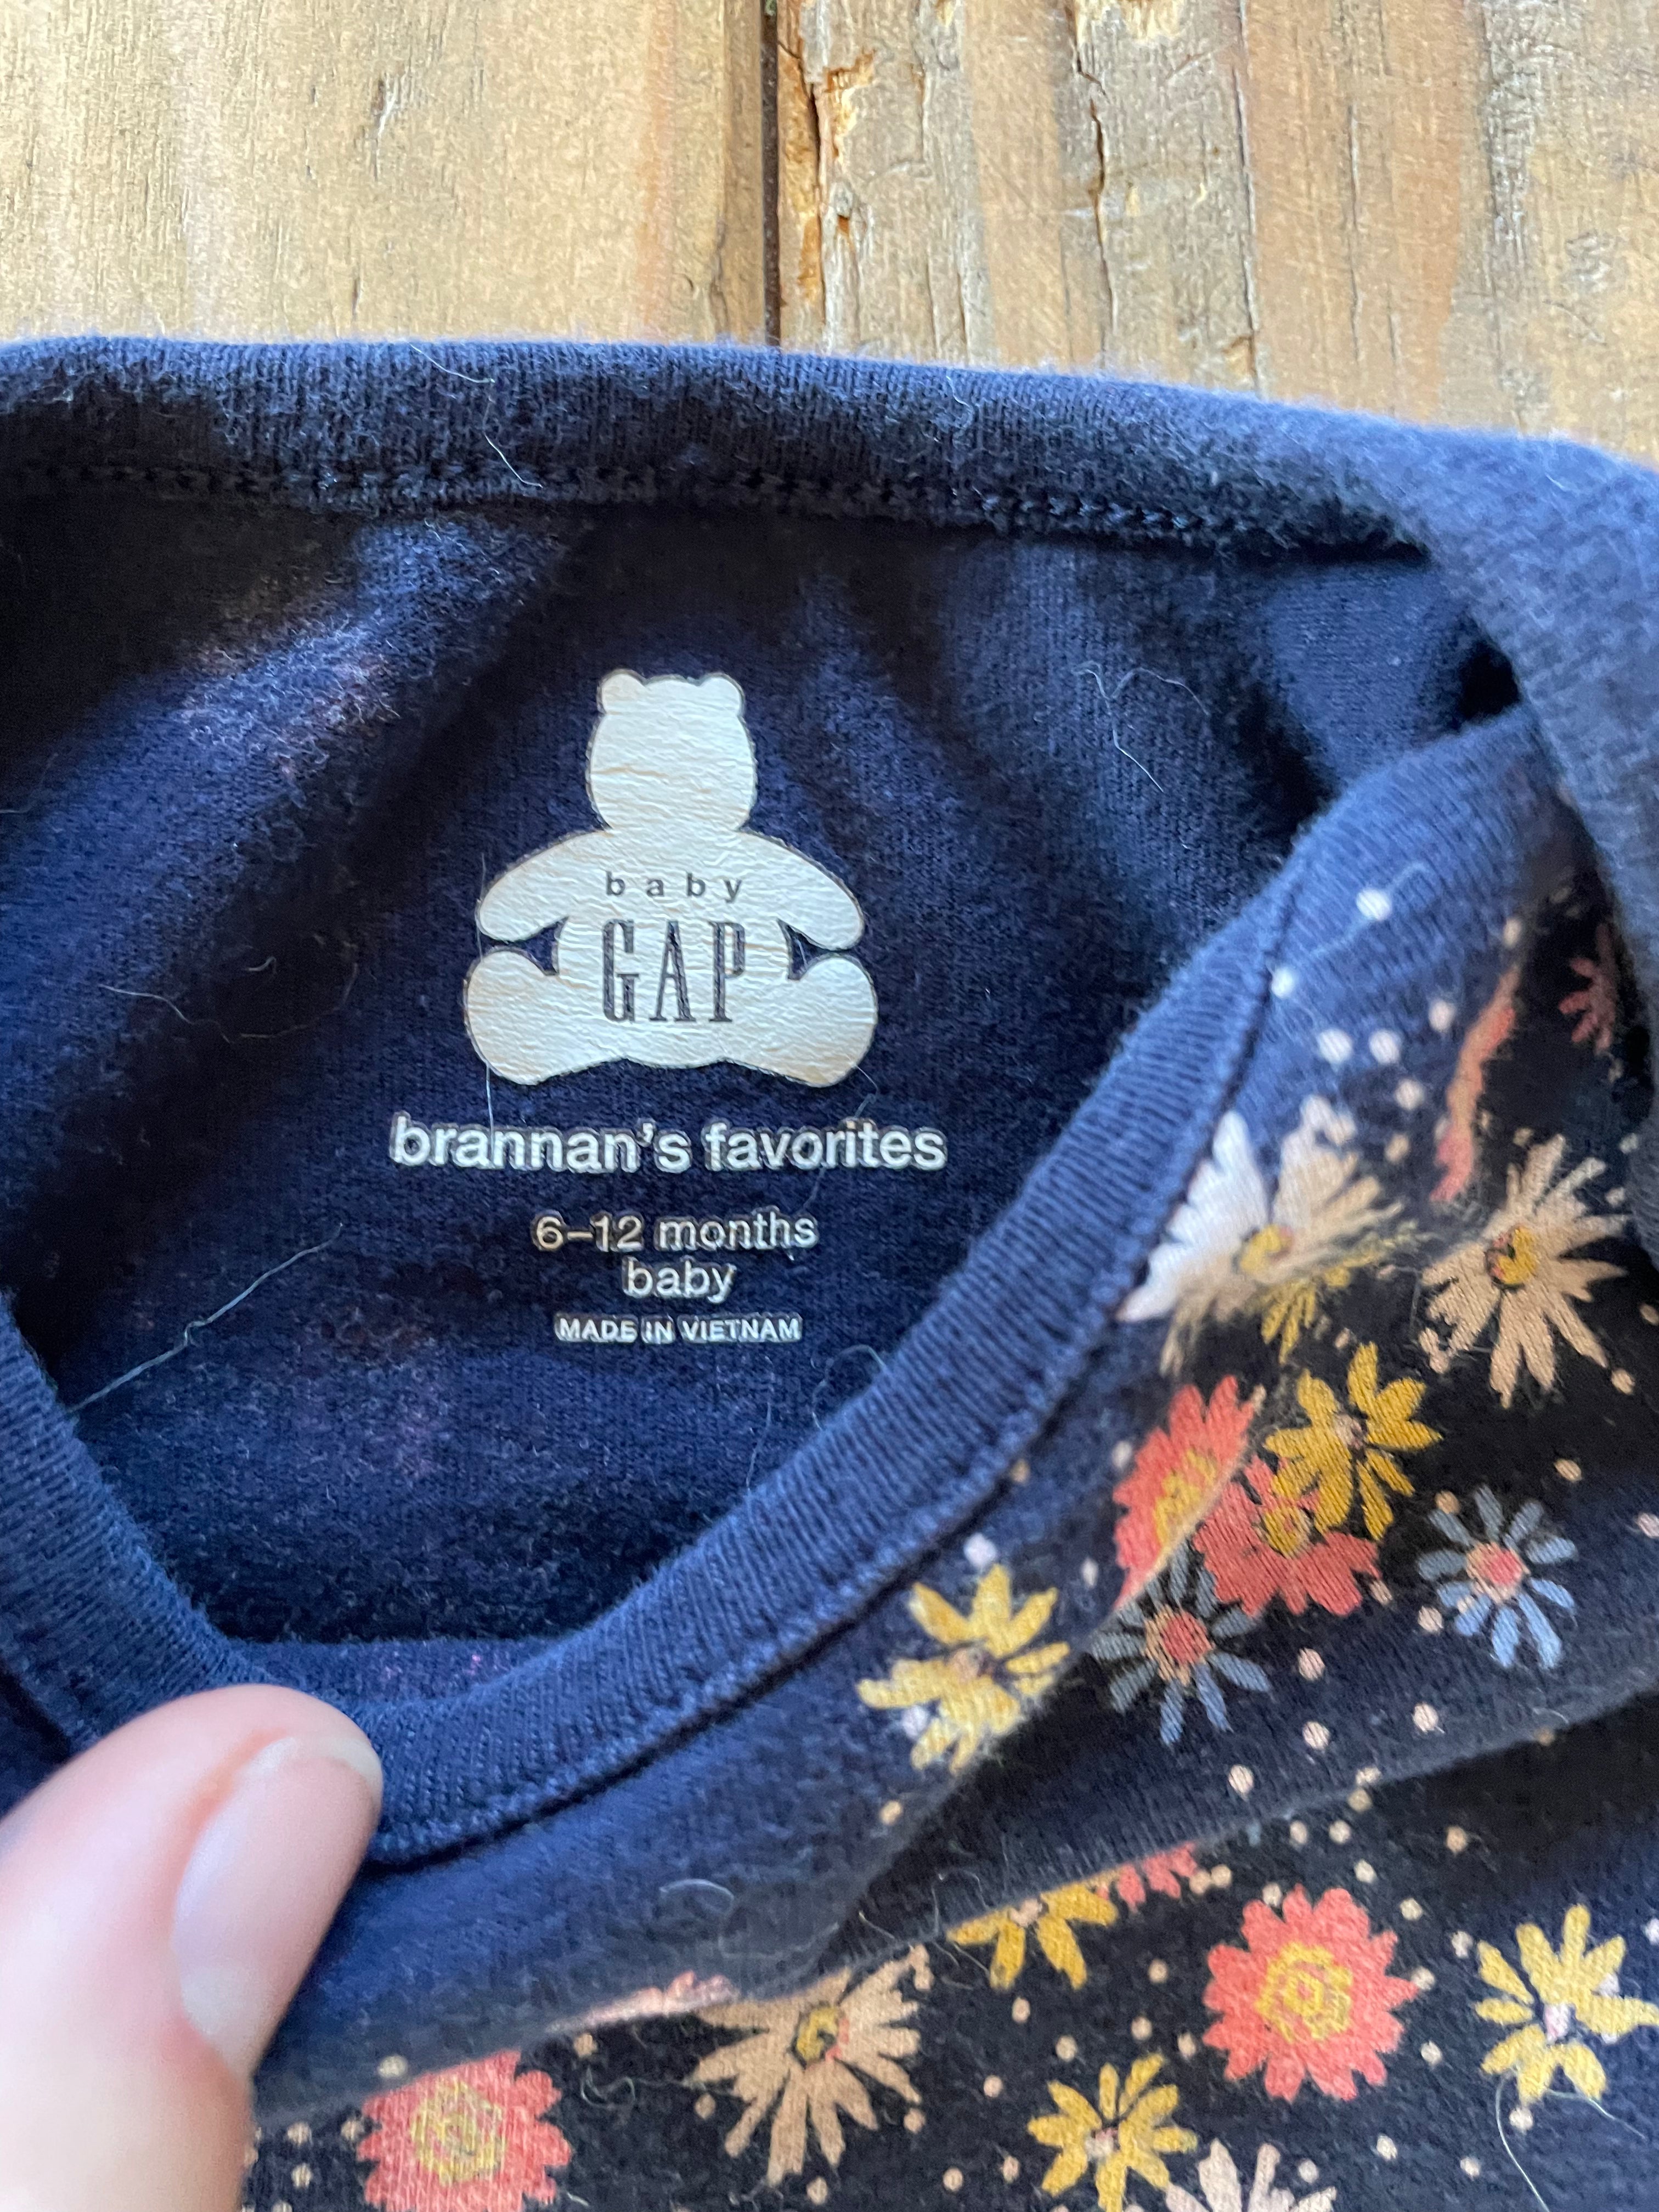 baby
GAP
brannan's favorites
6–12 months
baby
MADE IN VIETNAM